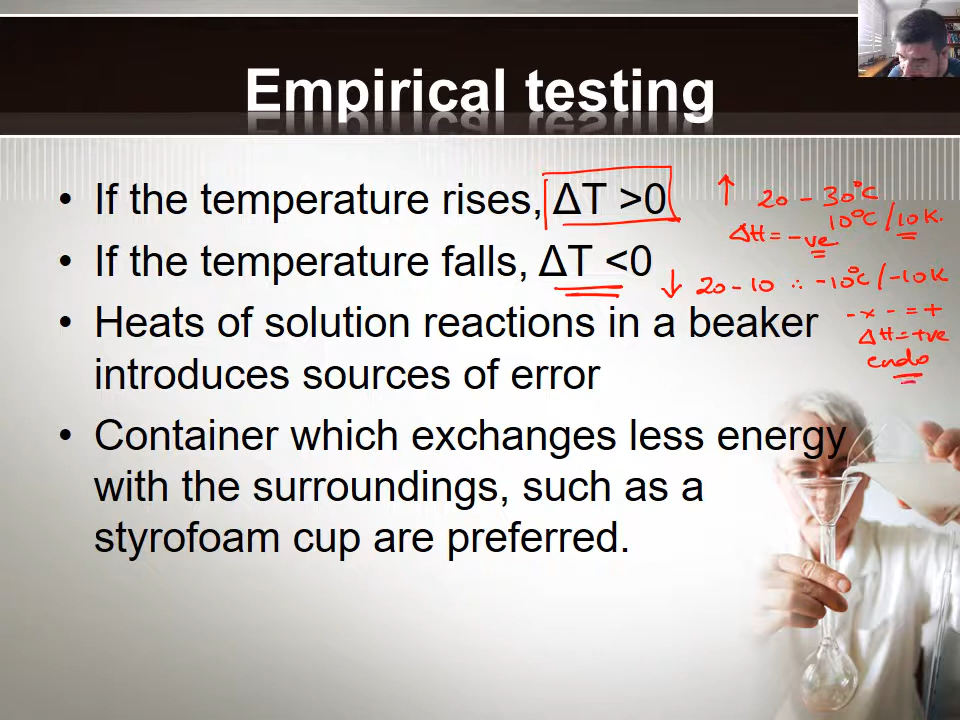 Empirical testing
• If the temperature rises, ΔT >0
↑ 20 - 30°C
10°C / 10K.
ΔH = -ve
• If the temperature falls, ΔT <0
↓ 20 - 10 ∴ -10°C / -10K
- x - = +
ΔH = +ve
endo
• Heats of solution reactions in a beaker
introduces sources of error
• Container which exchanges less energy
with the surroundings, such as a
styrofoam cup are preferred.